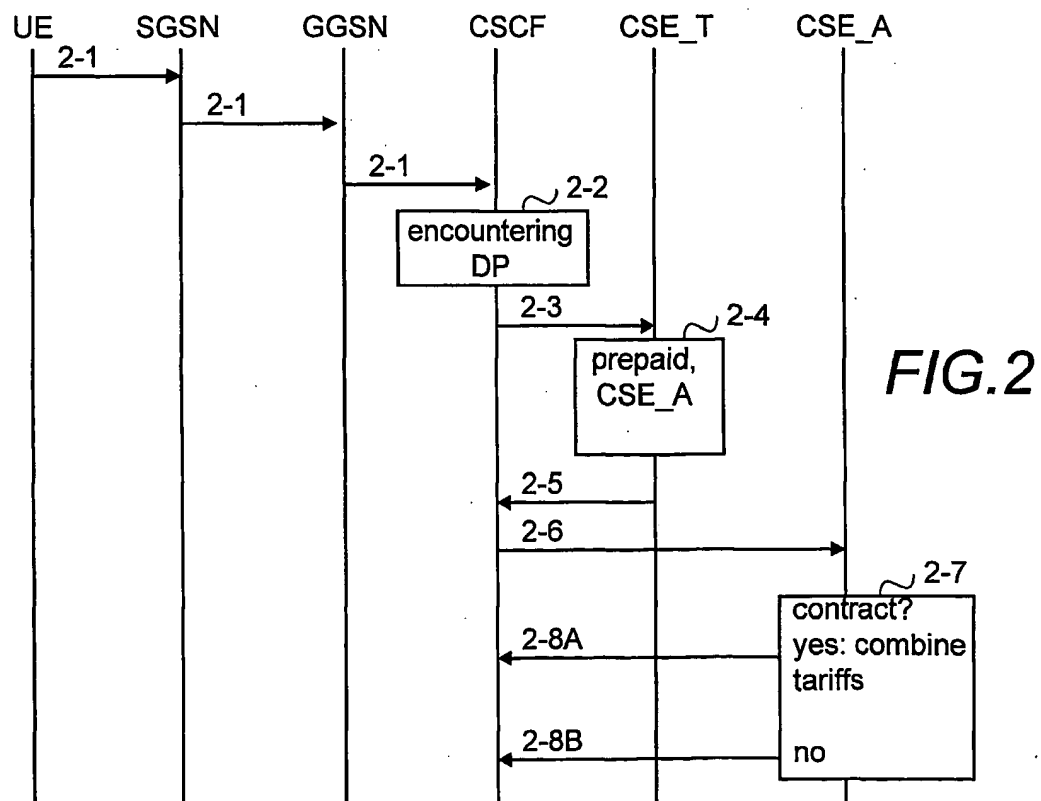 UE SGSN GGSN CSCF CSE_T CSE_A
2-1
2-1
2-1
2-2
encountering
DP
2-3
2-4
prepaid,
CSE_A
FIG.2
2-5
2-6
2-7
contract?
2-8A
yes: combine
tariffs
2-8B
no